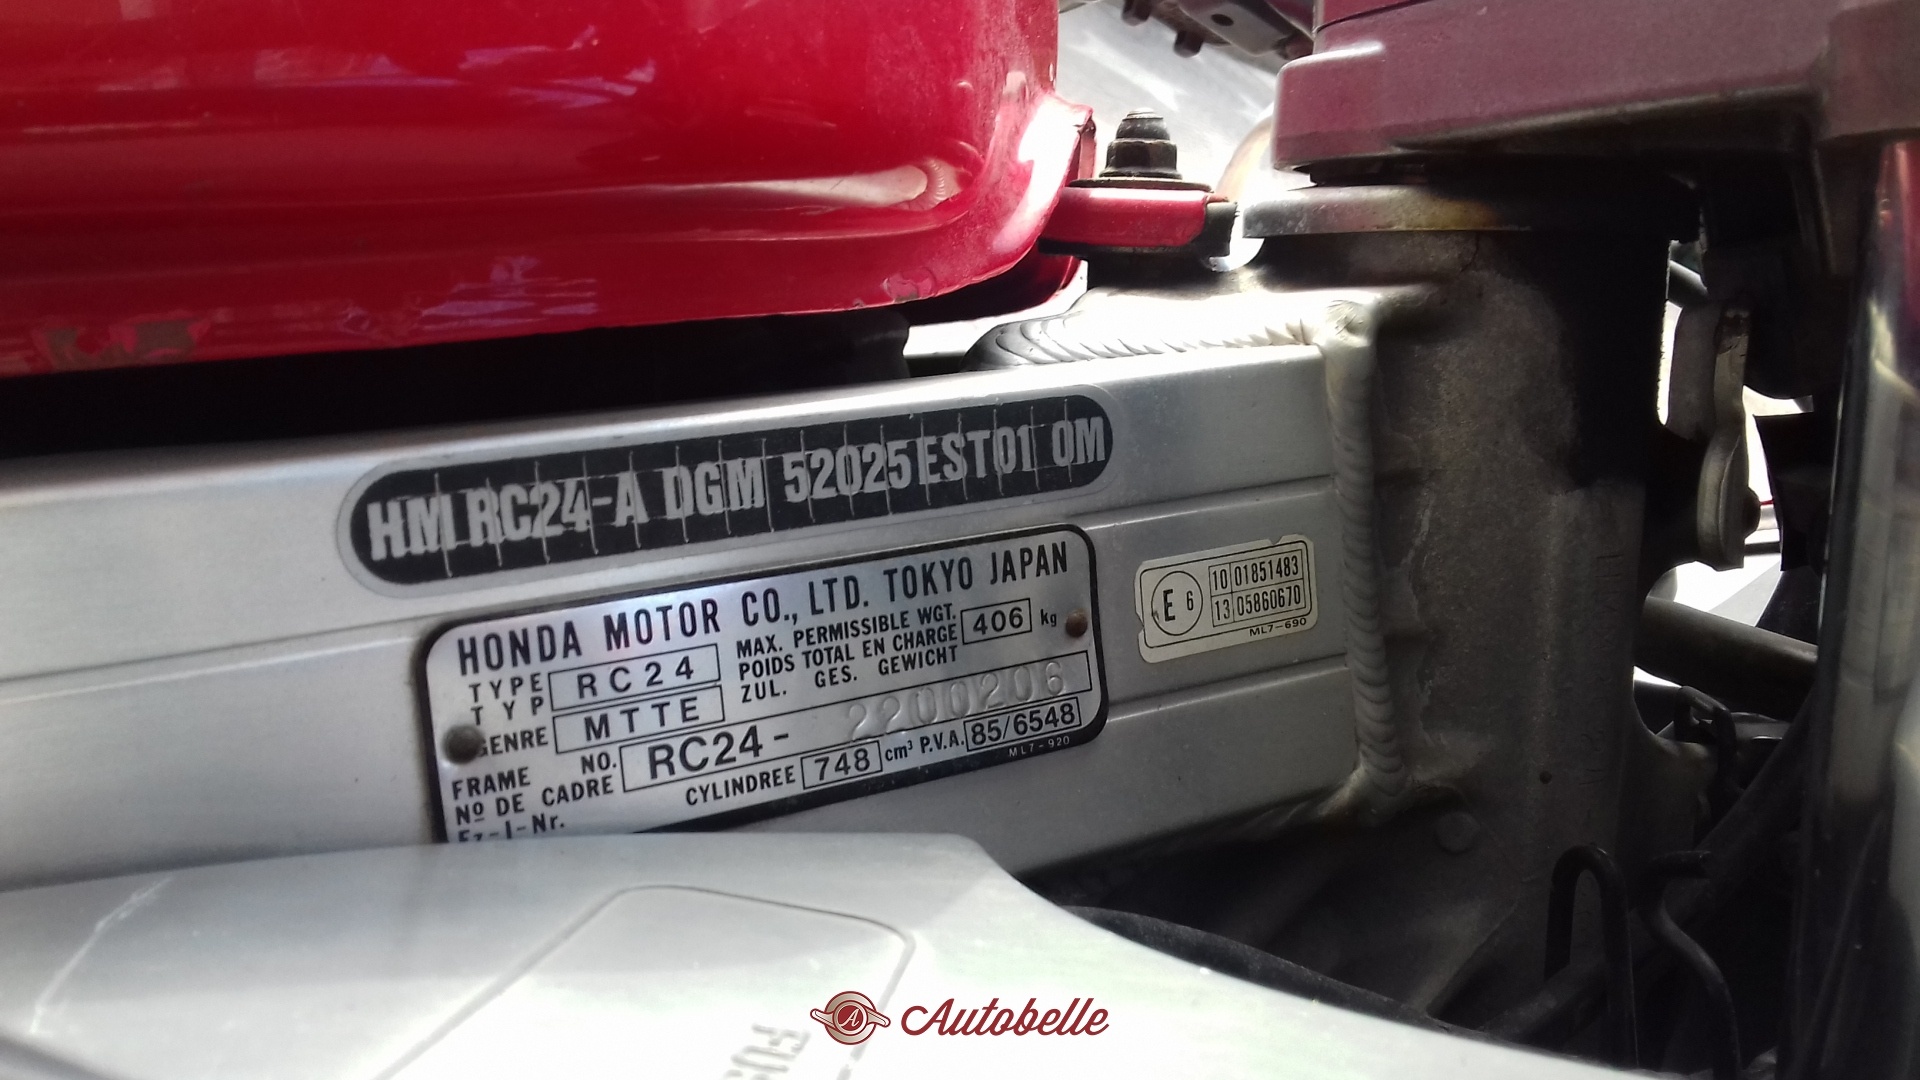 HM RC24-A DGM 52025EST01 OM
HONDA MOTOR CO., LTD. TOKYO JAPAN
TYPE
TYP
RC24
MAX. PERMISSIBLE WGT.
POIDS TOTAL EN CHARGE
ZUL. GES. GEWICHT
406 kg
GENRE MTTE
FRAME NO.
Nº DE CADRE
Fz-I-Nr.
RC24- 2200206
CYLINDREE 748 cm³ P.V.A. 85/6548
ML7-920
E 6
10 01851483
13 05860670
ML7-690
Autobelle